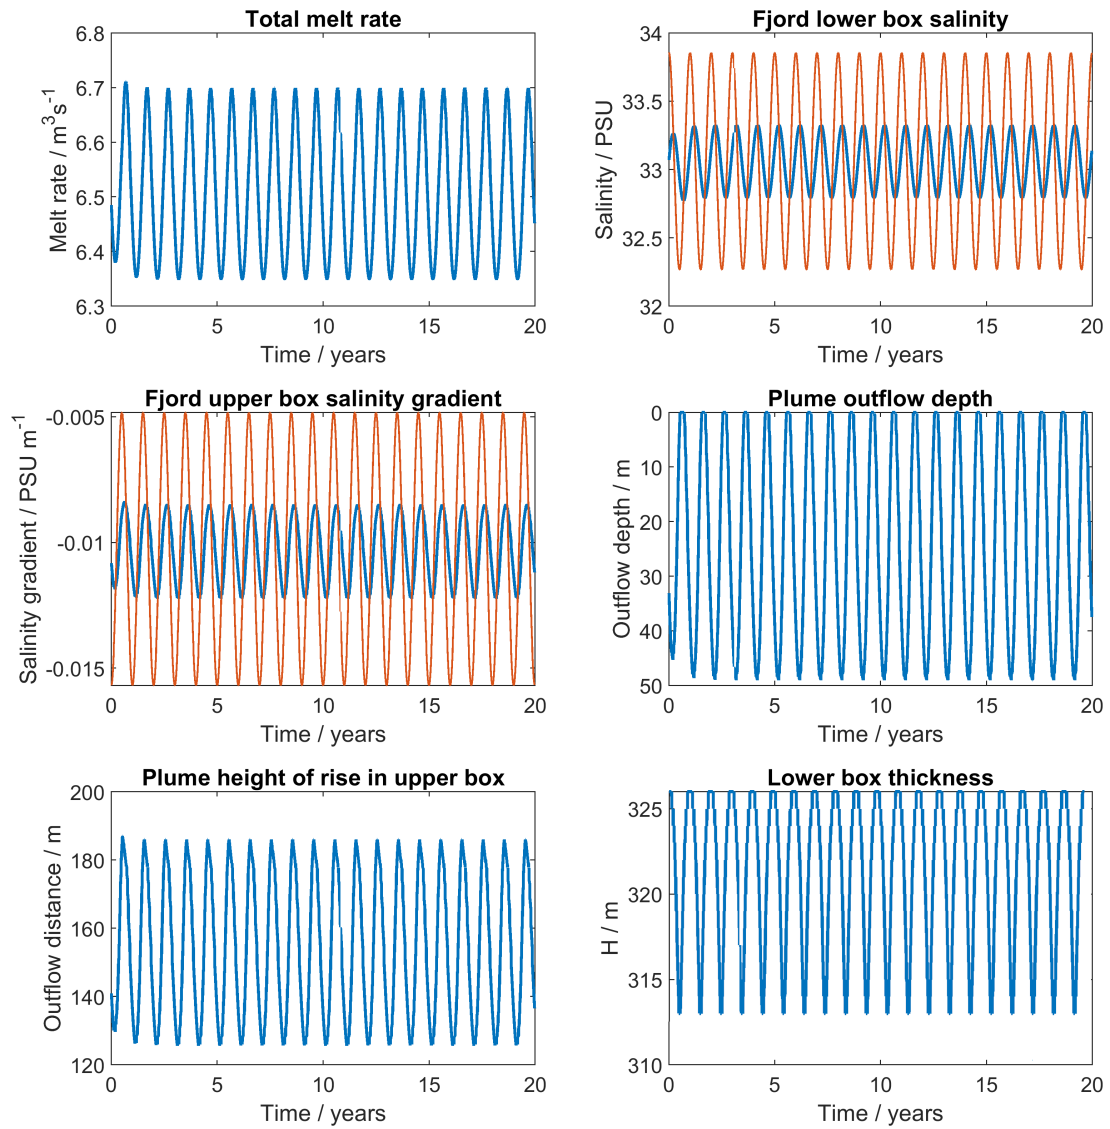 Total melt rate
6.8
6.7
6.6
6.5
6.4
6.3
Melt rate / m³s⁻¹
0 5 10 15 20
Time / years
Fjord lower box salinity
34
33.5
33
32.5
32
Salinity / PSU
0 5 10 15 20
Time / years
Fjord upper box salinity gradient
-0.005
-0.01
-0.015
Salinity gradient / PSU m⁻¹
0 5 10 15 20
Time / years
Plume outflow depth
0
10
20
30
40
50
Outflow depth / m
0 5 10 15 20
Time / years
Plume height of rise in upper box
200
180
160
140
120
Outflow distance / m
0 5 10 15 20
Time / years
Lower box thickness
325
320
315
310
H / m
0 5 10 15 20
Time / years